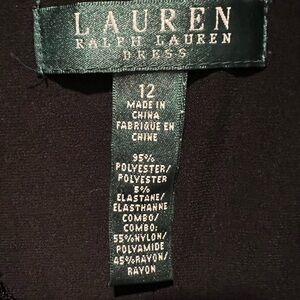 LAUREN
RALPH LAUREN
DRESS
12
MADE IN
CHINA
FABRIQUE EN
CHINE
95%
POLYESTER/
POLYESTER
5%
ELASTANE/
ELASTHANNE
COMBO/
COMBO:
55%NYLON/
POLYAMIDE
45%RAYON/
RAYON